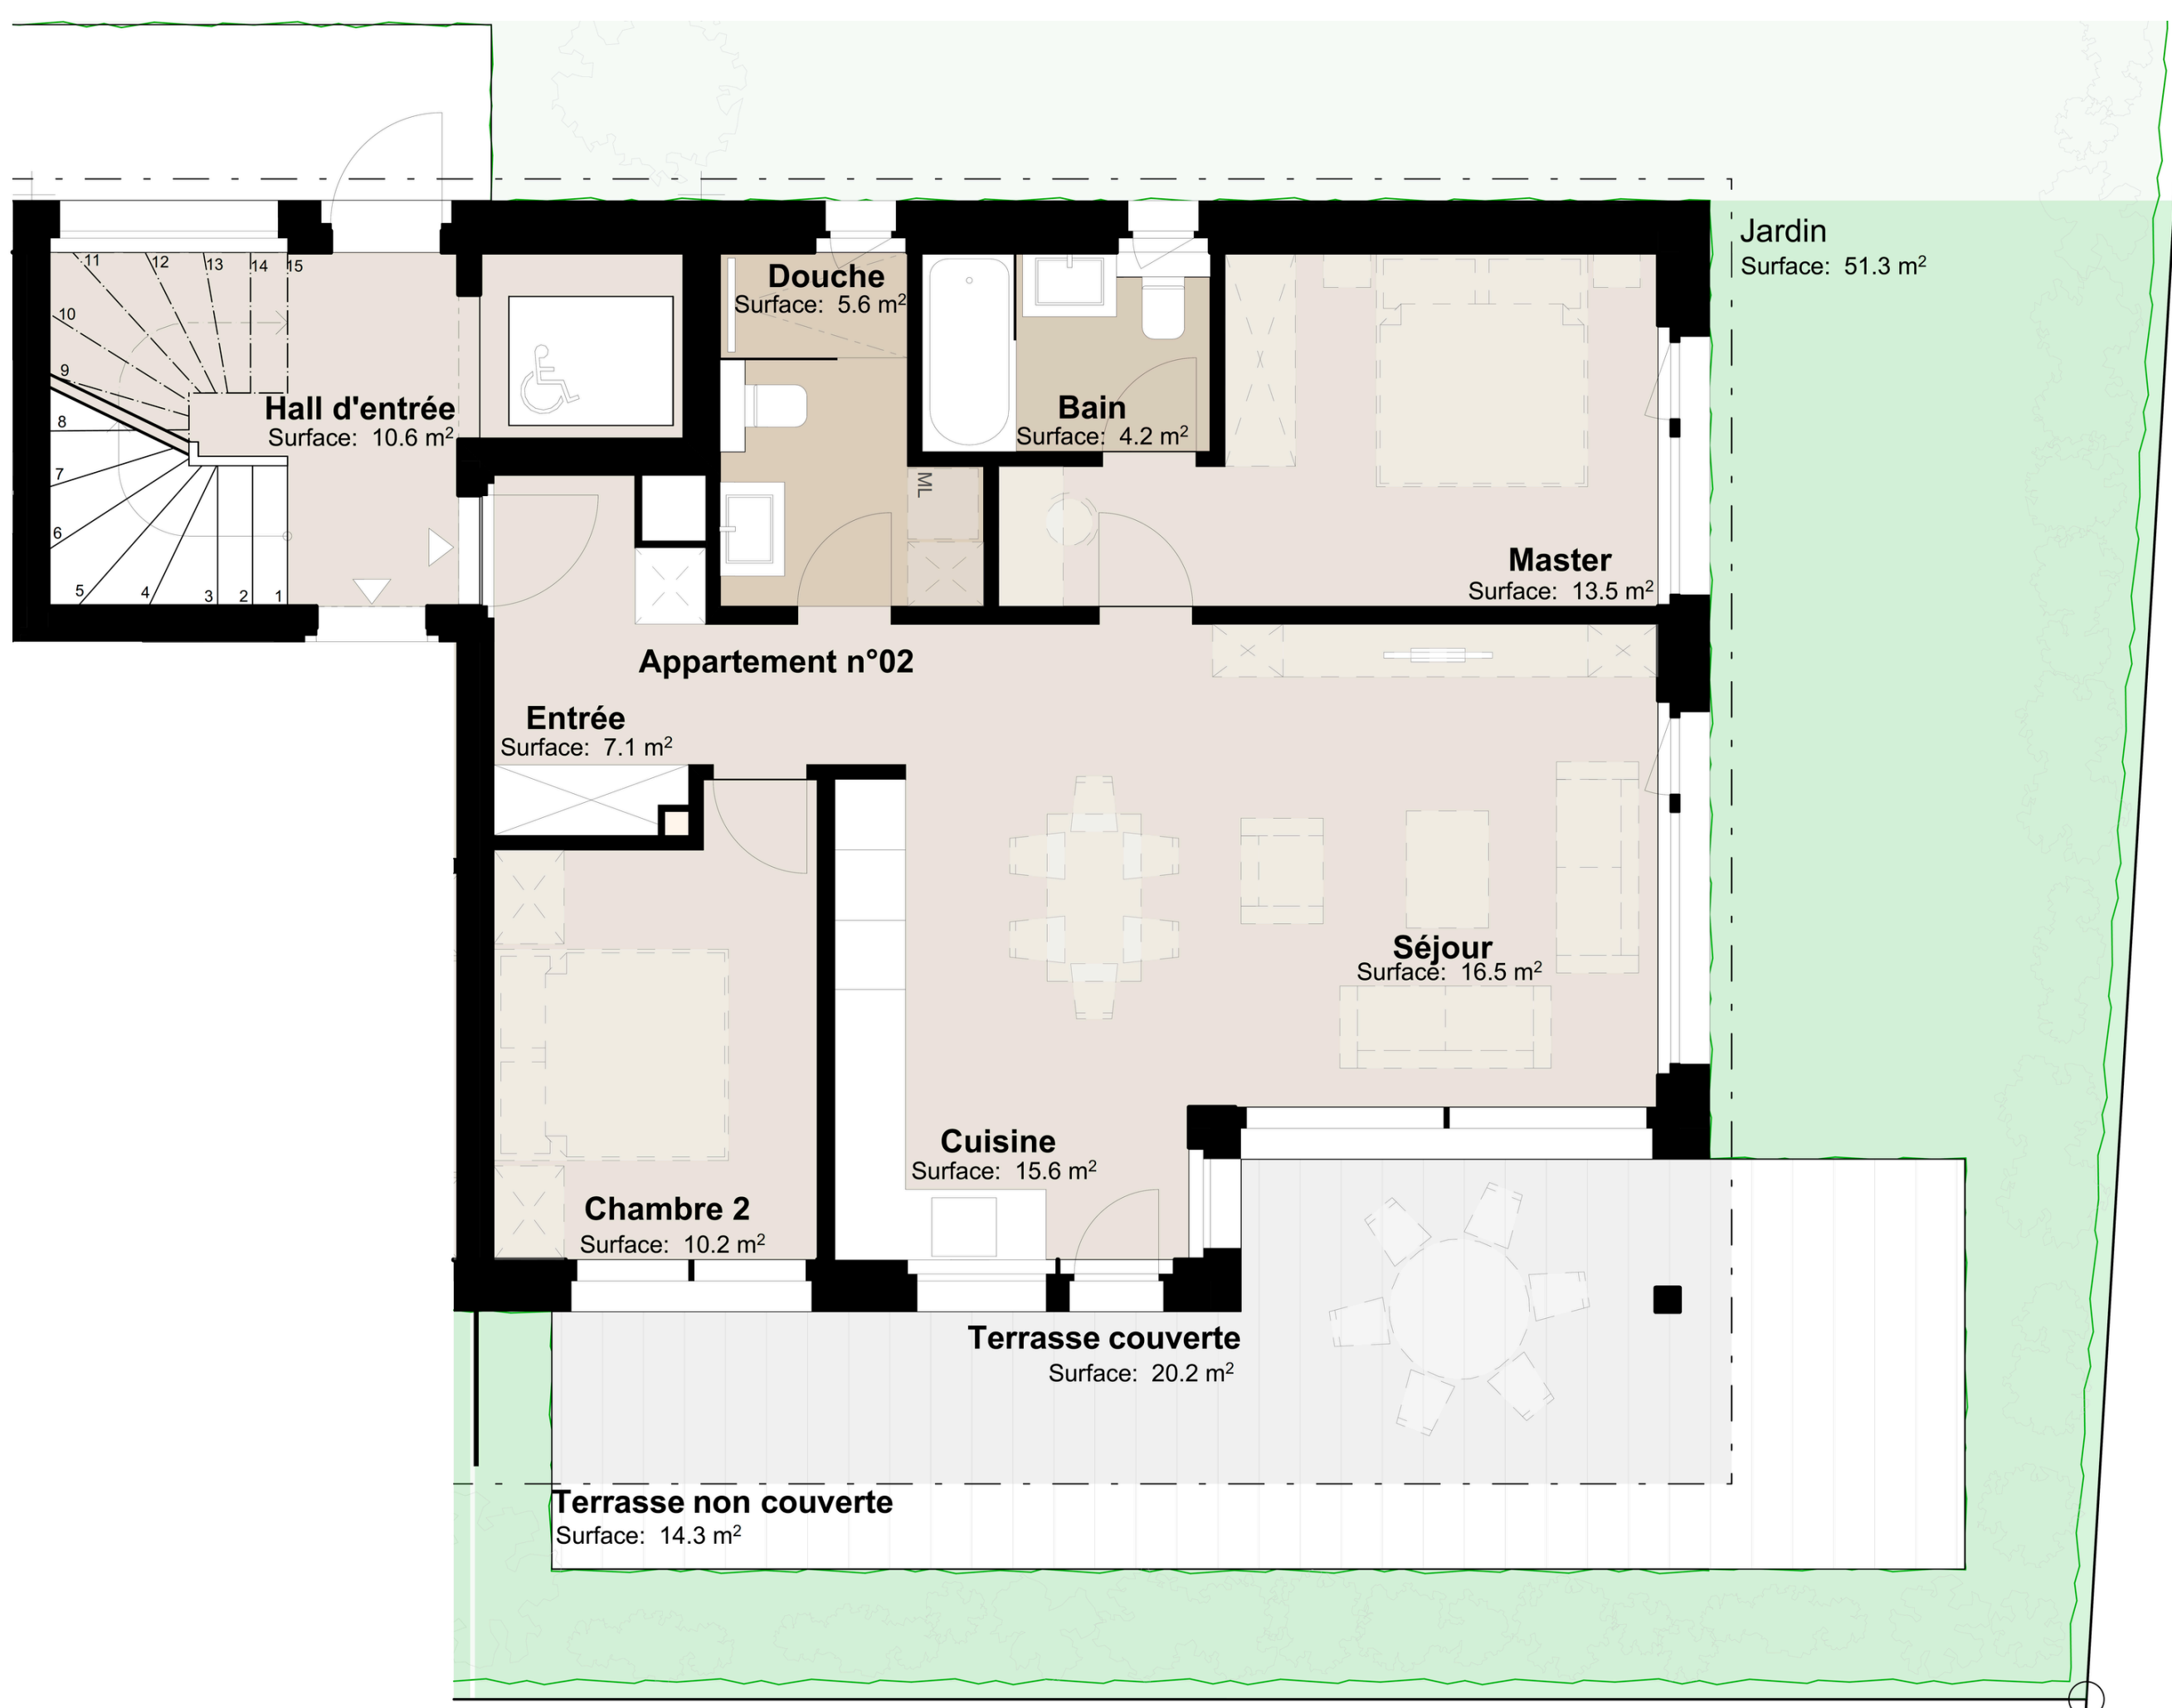 Jardin
Surface: 51.3 m²
11
12
13
14
15
10
9
8
7
6
5
4
3
2
1
Hall d'entrée
Surface: 10.6 m²
Douche
Surface: 5.6 m²
Bain
Surface: 4.2 m²
ML
Master
Surface: 13.5 m²
Appartement n°02
Entrée
Surface: 7.1 m²
Séjour
Surface: 16.5 m²
Cuisine
Surface: 15.6 m²
Chambre 2
Surface: 10.2 m²
Terrasse couverte
Surface: 20.2 m²
Terrasse non couverte
Surface: 14.3 m²